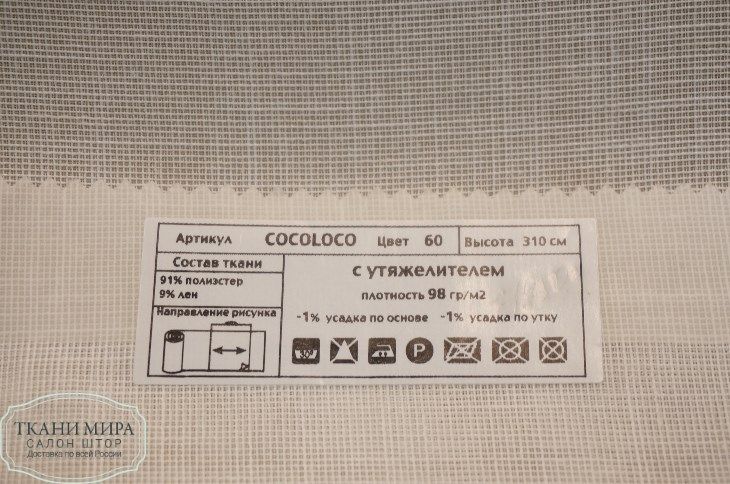 Артикул COCOLOCO Цвет 60 Высота 310 см
Состав ткани
91% полиэстер
9% лен
Направление рисунка
с утяжелителем
плотность 98 гр/м2
-1% усадка по основе -1% усадка по утку
30°
P
ТКАНИ МИРА
САЛОН ШТОР
Доставка по всей России